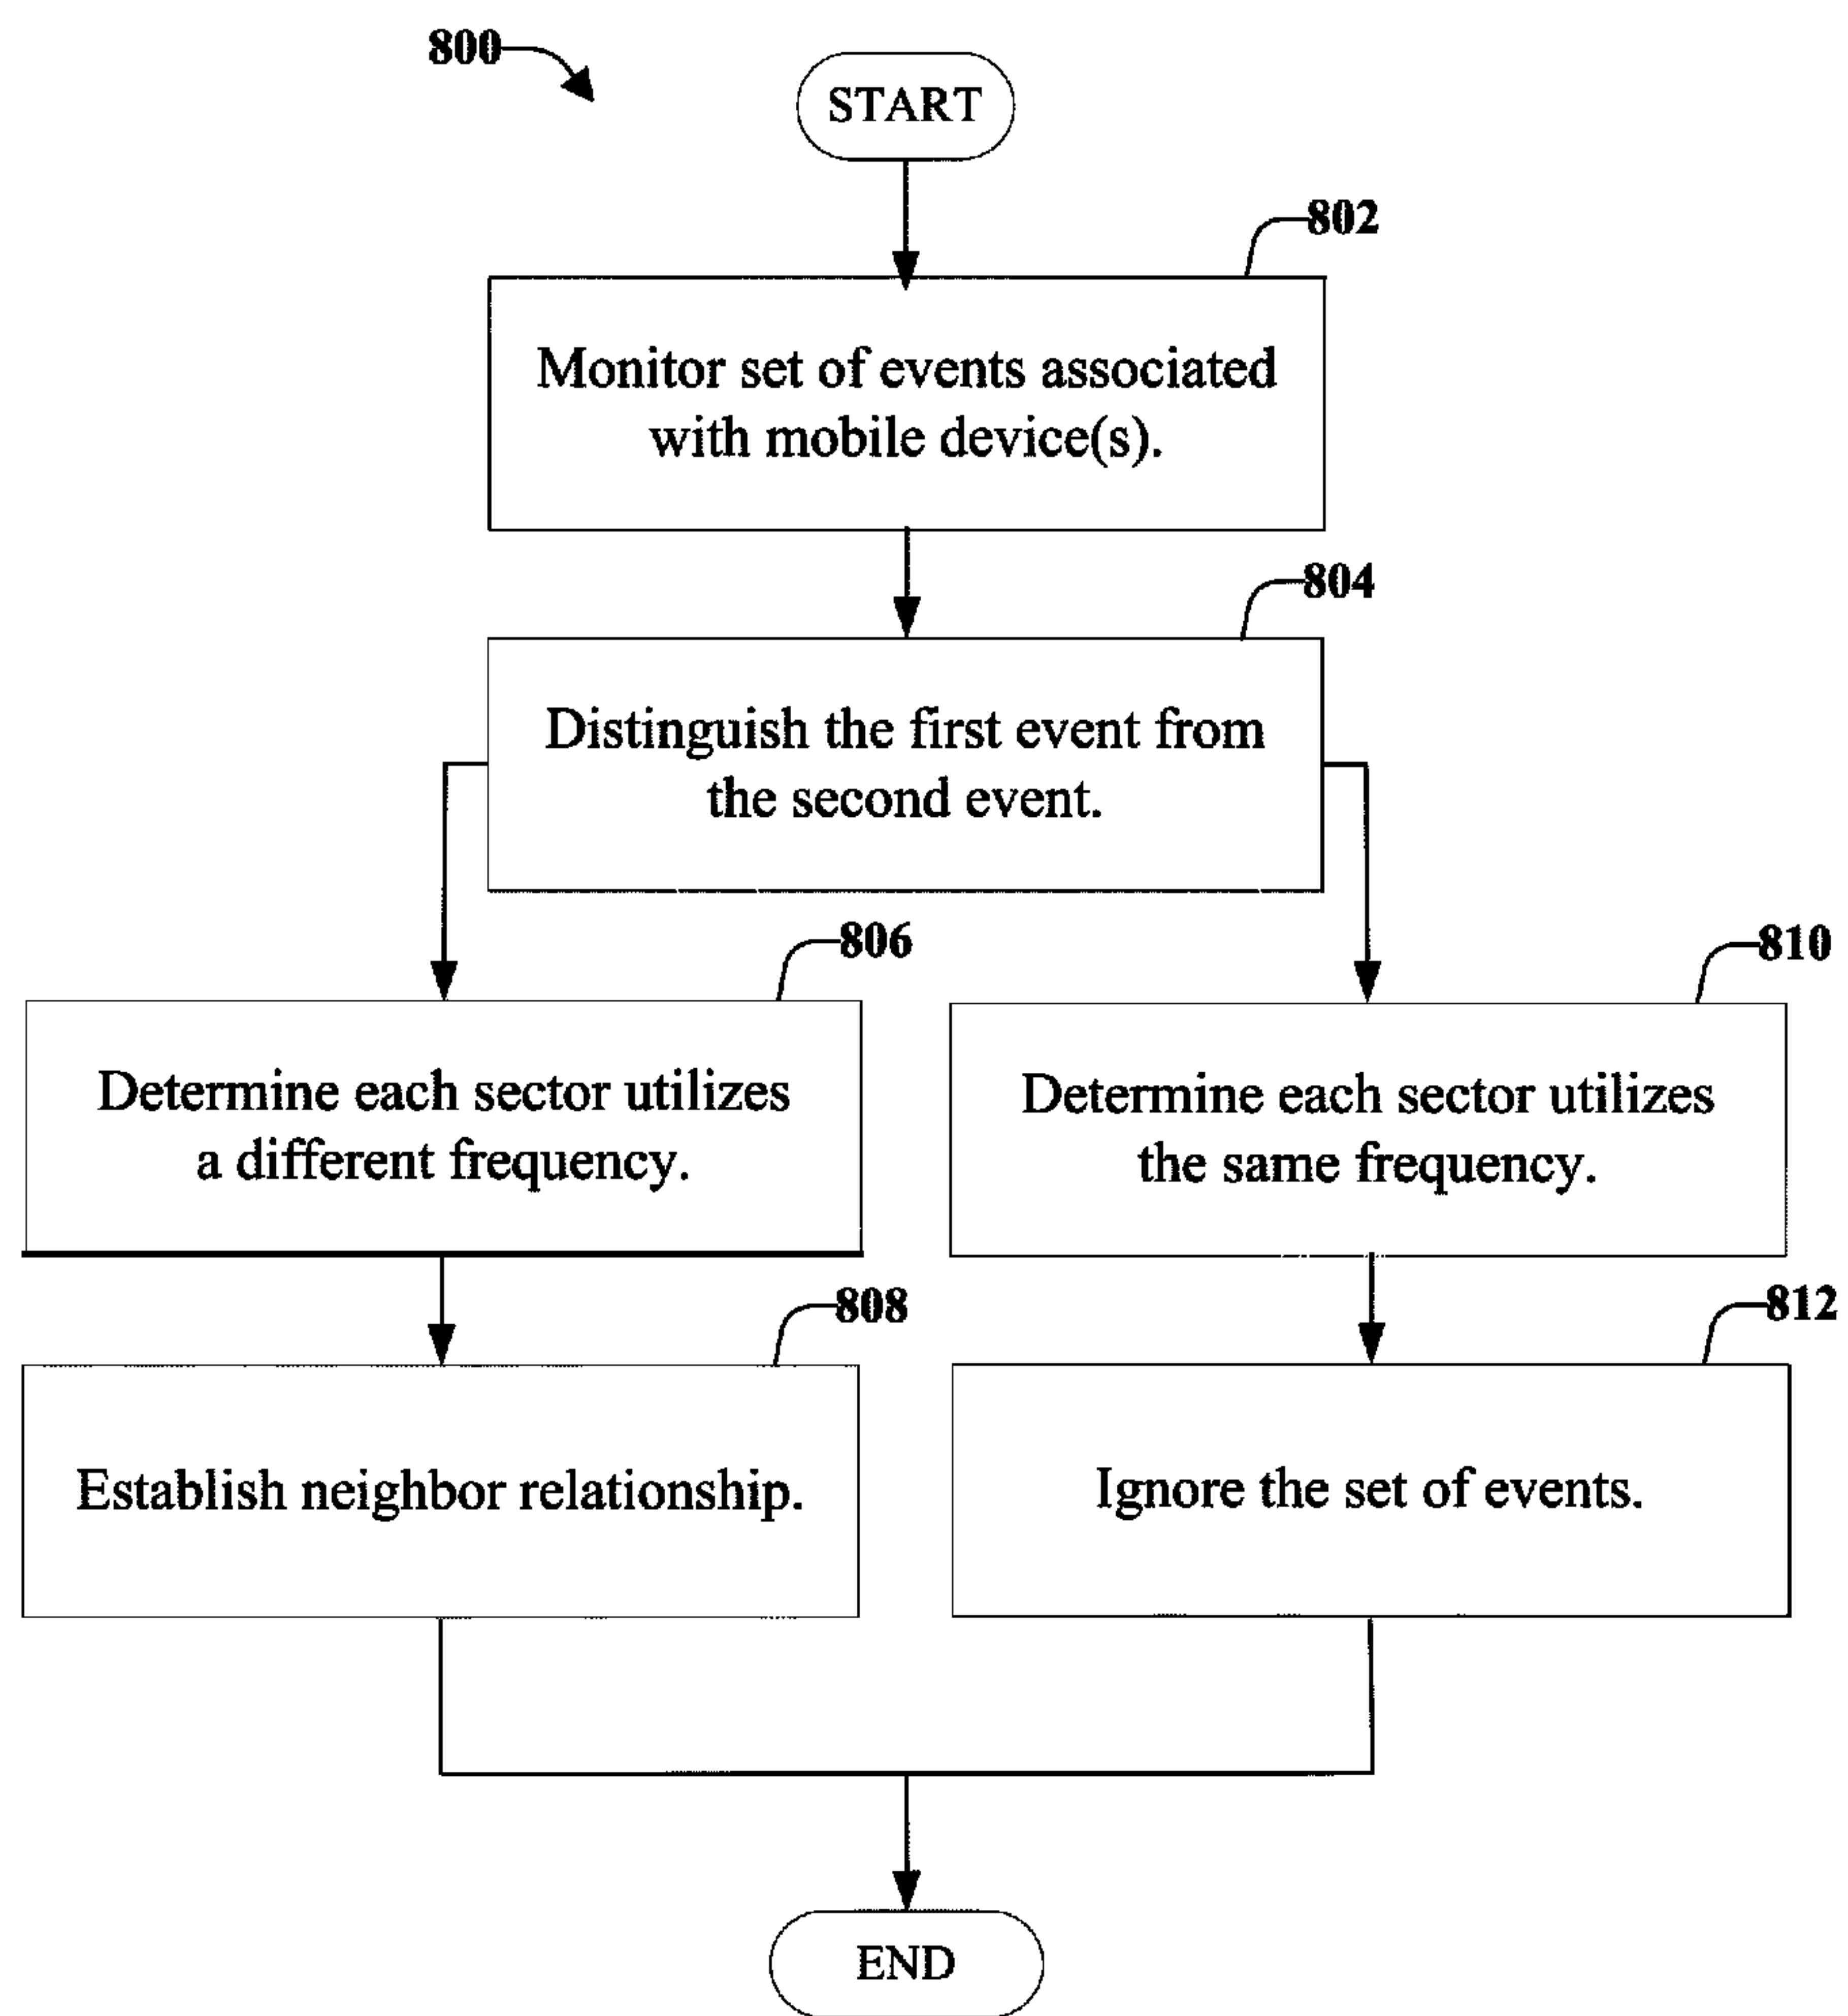 800
START
802
Monitor set of events associated
with mobile device(s).
804
Distinguish the first event from
the second event.
806
Determine each sector utilizes
a different frequency.
810
Determine each sector utilizes
the same frequency.
808
Establish neighbor relationship.
812
Ignore the set of events.
END